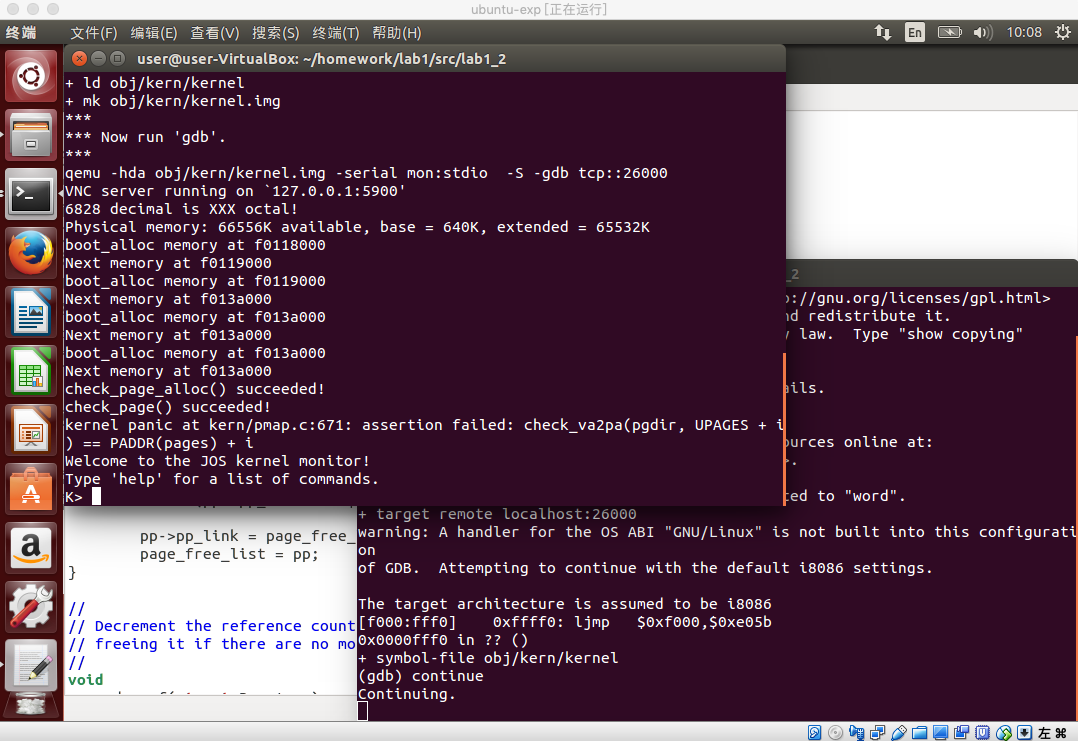 ubuntu-exp [正在运行]
终端 文件(F) 编辑(E) 查看(V) 搜索(S) 终端(T) 帮助(H) En 10:08
user@user-VirtualBox: ~/homework/lab1/src/lab1_2
+ ld obj/kern/kernel
+ mk obj/kern/kernel.img
***
*** Now run 'gdb'.
***
qemu -hda obj/kern/kernel.img -serial mon:stdio  -S -gdb tcp::26000
VNC server running on `127.0.0.1:5900'
6828 decimal is XXX octal!
Physical memory: 66556K available, base = 640K, extended = 65532K
boot_alloc memory at f0118000
Next memory at f0119000
boot_alloc memory at f0119000
Next memory at f013a000
boot_alloc memory at f013a000
Next memory at f013a000
boot_alloc memory at f013a000
Next memory at f013a000
check_page_alloc() succeeded!
check_page() succeeded!
kernel panic at kern/pmap.c:671: assertion failed: check_va2pa(pgdir, UPAGES + i
) == PADDR(pages) + i
Welcome to the JOS kernel monitor!
Type 'help' for a list of commands.
K>
_2
://gnu.org/licenses/gpl.html>
nd redistribute it.
law.  Type "show copying"
ails.
urces online at:
>.
ted to "word".
+ target remote localhost:26000
warning: A handler for the OS ABI "GNU/Linux" is not built into this configurati
on
of GDB.  Attempting to continue with the default i8086 settings.
The target architecture is assumed to be i8086
[f000:fff0]    0xffff0: ljmp   $0xf000,$0xe05b
0x0000fff0 in ?? ()
+ symbol-file obj/kern/kernel
(gdb) continue
Continuing.
pp->pp_link = page_free_
page_free_list = pp;
}
//
// Decrement the reference count
// freeing it if there are no mo
//
void
左 ⌘